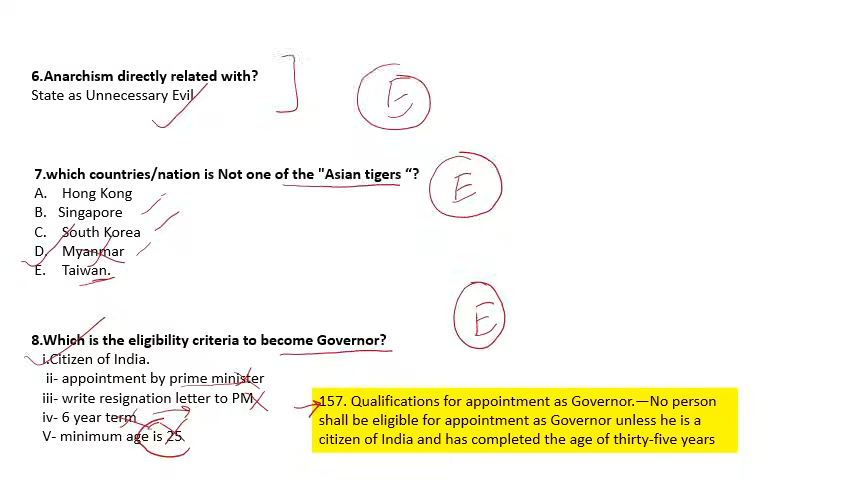 6.Anarchism directly related with?
State as Unnecessary Evil
E
7.which countries/nation is Not one of the "Asian tigers “?
E
A. Hong Kong
B. Singapore
C. South Korea
D. Myanmar
E. Taiwan.
E
8.Which is the eligibility criteria to become Governor?
i.Citizen of India.
ii- appointment by prime minister
iii- write resignation letter to PM
iv- 6 year term
V- minimum age is 25
157. Qualifications for appointment as Governor.—No person
shall be eligible for appointment as Governor unless he is a
citizen of India and has completed the age of thirty-five years